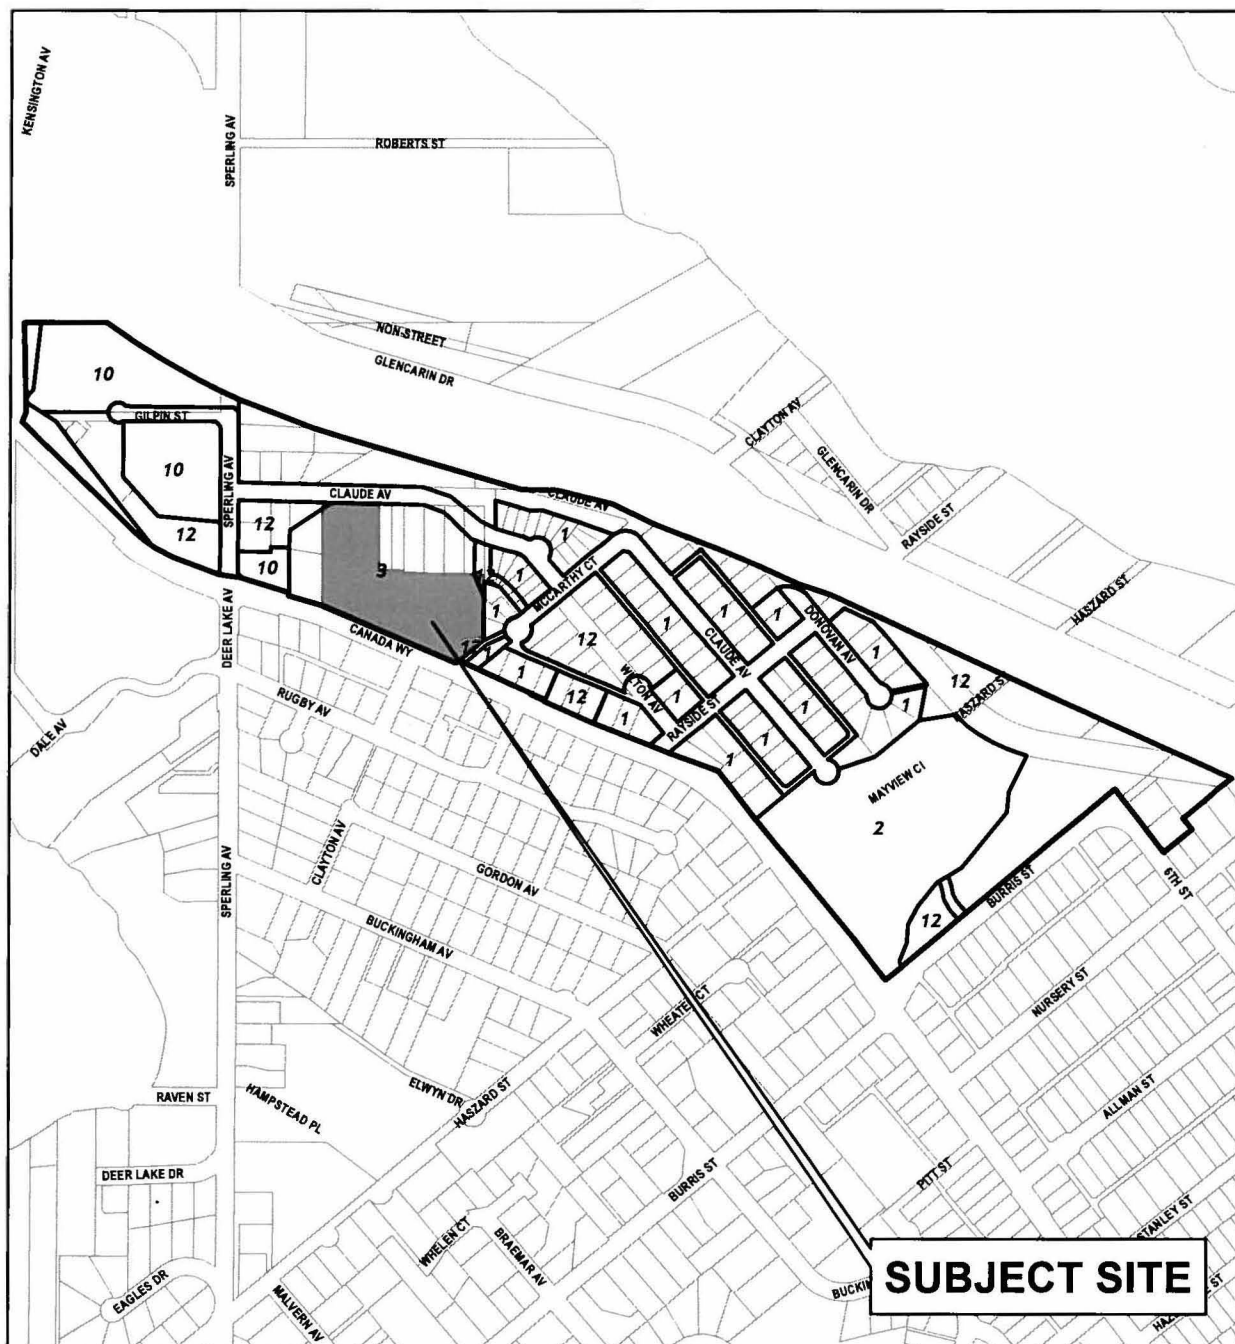 KENSINGTON AV
SPERLING AV
ROBERTS ST
NON-STREET
GLENCARIN DR
10
GILPIN ST
10
SPERLING AV
CLAUDE AV
CLAUDE AV
CLAYTON AV
GLENCARIN DR
RAYSIDE ST
HASZARD ST
12
12
10
3
1
1
1
MCCARTHY CT
12
1
1
1
1
DONOVAN AV
1
CLAUDE AV
12
HASZARD ST
DEER LAKE AV
CANADA WY
12
1
1
12
1
WILTON AV
1
RAYSIDE ST
1
1
1
1
DALE AV
RUGBY AV
MAYVIEW CI
2
CLAYTON AV
GORDON AV
SPERLING AV
BUCKINGHAM AV
BURRIS ST
6TH ST
12
NURSERY ST
WHEATER CT
ELWYN DR
HASZARD ST
RAVEN ST
HAMPSTEAD PL
ALLMAN ST
DEER LAKE DR
BURRIS ST
PITT ST
STANLEY ST
WHELEN CT
BRAEMAR AV
EAGLES DR
MALVERN AV
SUBJECT SITE